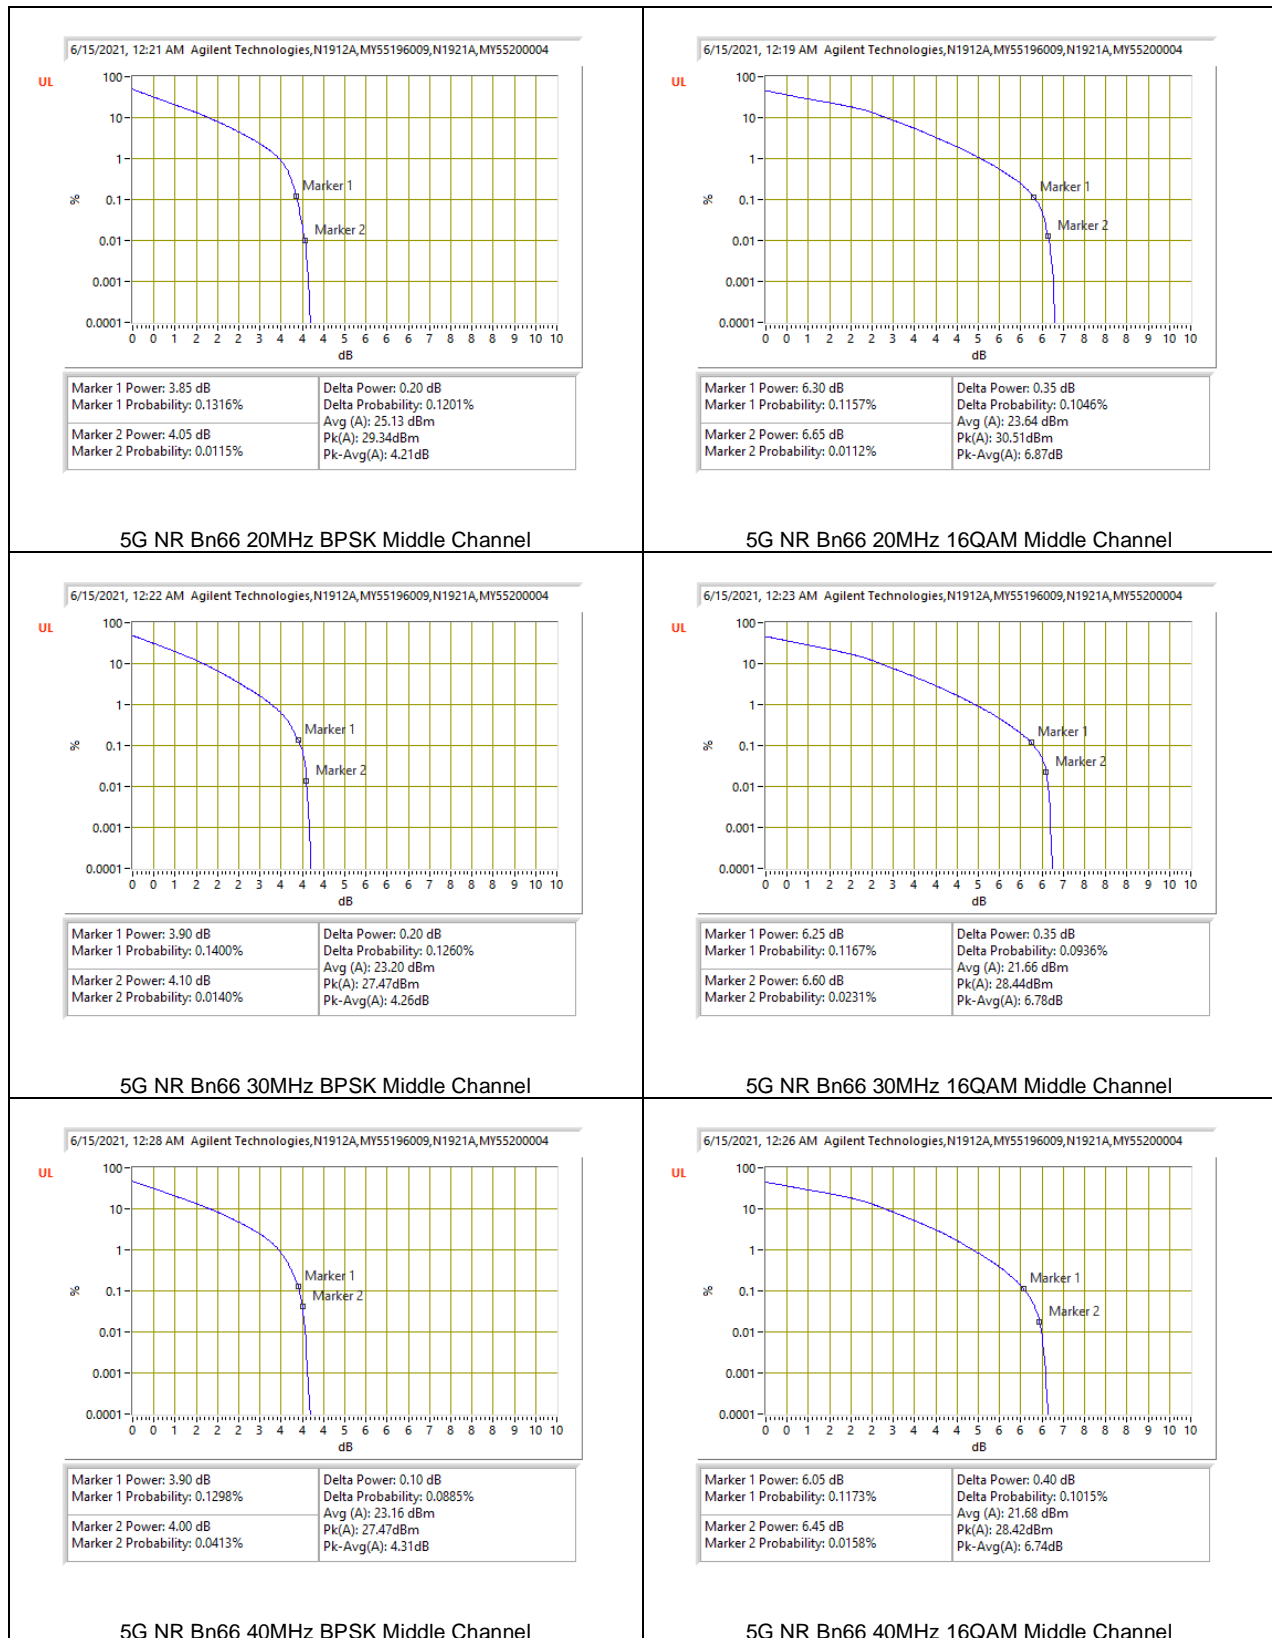 6/15/2021, 12:21 AM Agilent Technologies,N1912A,MY55196009,N1921A,MY55200004
UL
100
10
1
Marker 1
%
0.1
Marker 2
0.01
0.001
0.0001
0 0 1 2 2 2 3 3 4 4 5 5 6 6 7 8 8 8 9 10 10
dB
Marker 1 Power: 3.85 dB
Marker 1 Probability: 0.1316%
Marker 2 Power: 4.05 dB
Marker 2 Probability: 0.0115%
Delta Power: 0.20 dB
Delta Probability: 0.1201%
Avg (A): 25.13 dBm
Pk(A): 29.34dBm
Pk-Avg(A): 4.21dB
5G NR Bn66 20MHz BPSK Middle Channel
6/15/2021, 12:19 AM Agilent Technologies,N1912A,MY55196009,N1921A,MY55200004
UL
100
10
1
Marker 1
%
0.1
Marker 2
0.01
0.001
0.0001
0 0 1 2 2 2 3 4 4 4 5 6 6 6 7 8 8 8 9 10 10
dB
Marker 1 Power: 6.30 dB
Marker 1 Probability: 0.1157%
Marker 2 Power: 6.65 dB
Marker 2 Probability: 0.0112%
Delta Power: 0.35 dB
Delta Probability: 0.1046%
Avg (A): 23.64 dBm
Pk(A): 30.51dBm
Pk-Avg(A): 6.87dB
5G NR Bn66 20MHz 16QAM Middle Channel
6/15/2021, 12:22 AM Agilent Technologies,N1912A,MY55196009,N1921A,MY55200004
UL
100
10
1
Marker 1
%
0.1
Marker 2
0.01
0.001
0.0001
0 0 1 2 2 2 3 3 4 4 5 5 6 6 7 8 8 8 9 10 10
dB
Marker 1 Power: 3.90 dB
Marker 1 Probability: 0.1400%
Marker 2 Power: 4.10 dB
Marker 2 Probability: 0.0140%
Delta Power: 0.20 dB
Delta Probability: 0.1260%
Avg (A): 23.20 dBm
Pk(A): 27.47dBm
Pk-Avg(A): 4.26dB
5G NR Bn66 30MHz BPSK Middle Channel
6/15/2021, 12:23 AM Agilent Technologies,N1912A,MY55196009,N1921A,MY55200004
UL
100
10
1
Marker 1
%
0.1
Marker 2
0.01
0.001
0.0001
0 0 1 2 2 2 3 4 4 4 5 6 6 6 7 8 8 8 9 10 10
dB
Marker 1 Power: 6.25 dB
Marker 1 Probability: 0.1167%
Marker 2 Power: 6.60 dB
Marker 2 Probability: 0.0231%
Delta Power: 0.35 dB
Delta Probability: 0.0936%
Avg (A): 21.66 dBm
Pk(A): 28.44dBm
Pk-Avg(A): 6.78dB
5G NR Bn66 30MHz 16QAM Middle Channel
6/15/2021, 12:28 AM Agilent Technologies,N1912A,MY55196009,N1921A,MY55200004
UL
100
10
1
Marker 1
%
0.1
Marker 2
0.01
0.001
0.0001
0 0 1 2 2 2 3 3 4 4 5 5 6 6 7 8 8 8 9 10 10
dB
Marker 1 Power: 3.90 dB
Marker 1 Probability: 0.1298%
Marker 2 Power: 4.00 dB
Marker 2 Probability: 0.0413%
Delta Power: 0.10 dB
Delta Probability: 0.0885%
Avg (A): 23.16 dBm
Pk(A): 27.47dBm
Pk-Avg(A): 4.31dB
5G NR Bn66 40MHz BPSK Middle Channel
6/15/2021, 12:26 AM Agilent Technologies,N1912A,MY55196009,N1921A,MY55200004
UL
100
10
1
Marker 1
%
0.1
Marker 2
0.01
0.001
0.0001
0 0 1 2 2 2 3 4 4 4 5 6 6 6 7 8 8 8 9 10 10
dB
Marker 1 Power: 6.05 dB
Marker 1 Probability: 0.1173%
Marker 2 Power: 6.45 dB
Marker 2 Probability: 0.0158%
Delta Power: 0.40 dB
Delta Probability: 0.1015%
Avg (A): 21.68 dBm
Pk(A): 28.42dBm
Pk-Avg(A): 6.74dB
5G NR Bn66 40MHz 16QAM Middle Channel